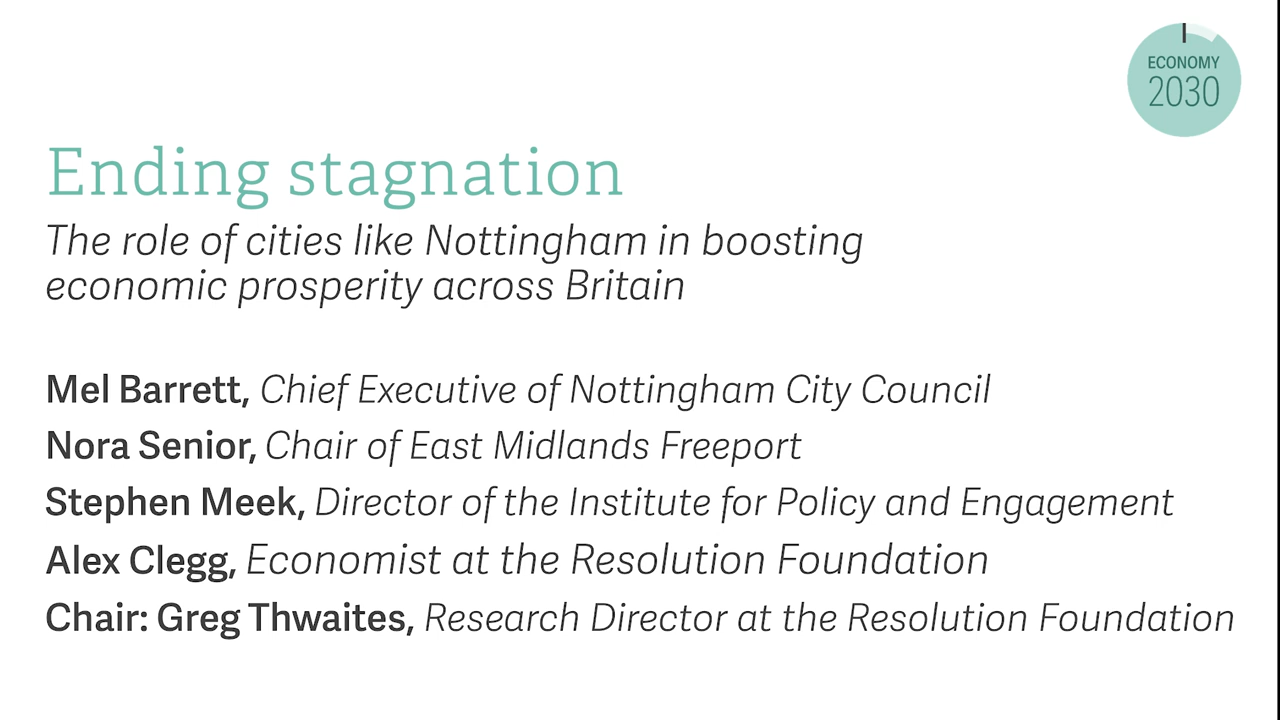 ECONOMY
2030
Ending stagnation
The role of cities like Nottingham in boosting
economic prosperity across Britain
Mel Barrett, Chief Executive of Nottingham City Council
Nora Senior, Chair of East Midlands Freeport
Stephen Meek, Director of the Institute for Policy and Engagement
Alex Clegg, Economist at the Resolution Foundation
Chair: Greg Thwaites, Research Director at the Resolution Foundation